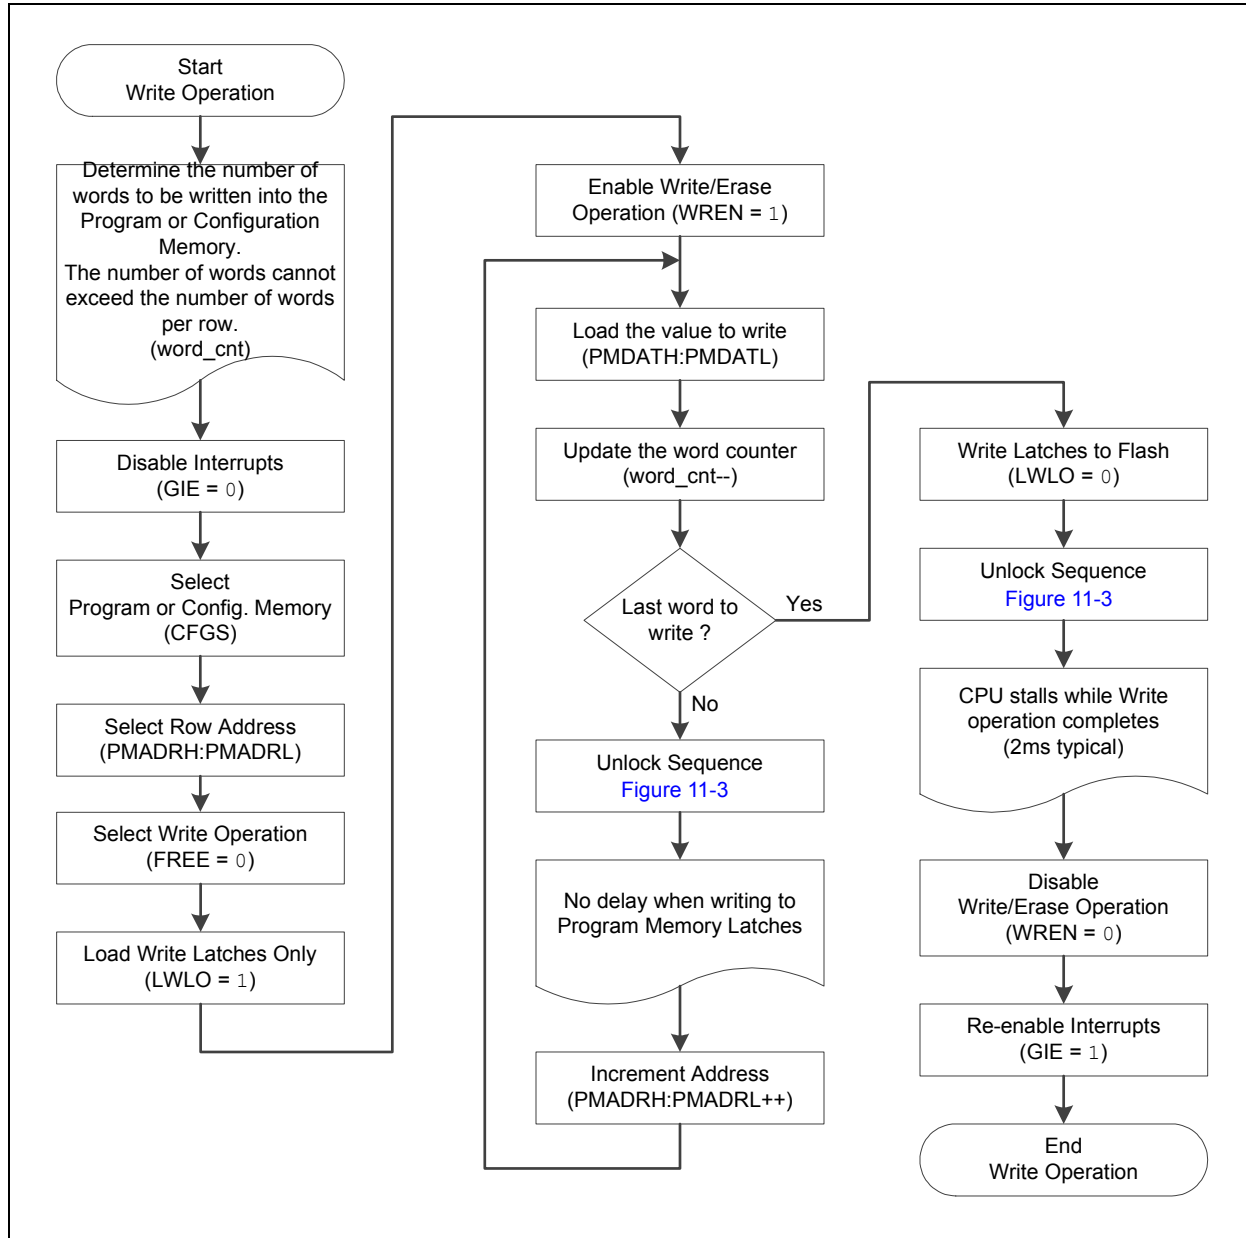 Start
Write Operation
Determine the number of
words to be written into the
Program or Configuration
Memory.
The number of words cannot
exceed the number of words
per row.
(word_cnt)
Disable Interrupts
(GIE = 0)
Select
Program or Config. Memory
(CFGS)
Select Row Address
(PMADRH:PMADRL)
Select Write Operation
(FREE = 0)
Load Write Latches Only
(LWLO = 1)
Enable Write/Erase
Operation (WREN = 1)
Load the value to write
(PMDATH:PMDATL)
Update the word counter
(word_cnt--)
Last word to
write ?
Yes
No
Unlock Sequence
Figure 11-3
No delay when writing to
Program Memory Latches
Increment Address
(PMADRH:PMADRL++)
Write Latches to Flash
(LWLO = 0)
Unlock Sequence
Figure 11-3
CPU stalls while Write
operation completes
(2ms typical)
Disable
Write/Erase Operation
(WREN = 0)
Re-enable Interrupts
(GIE = 1)
End
Write Operation